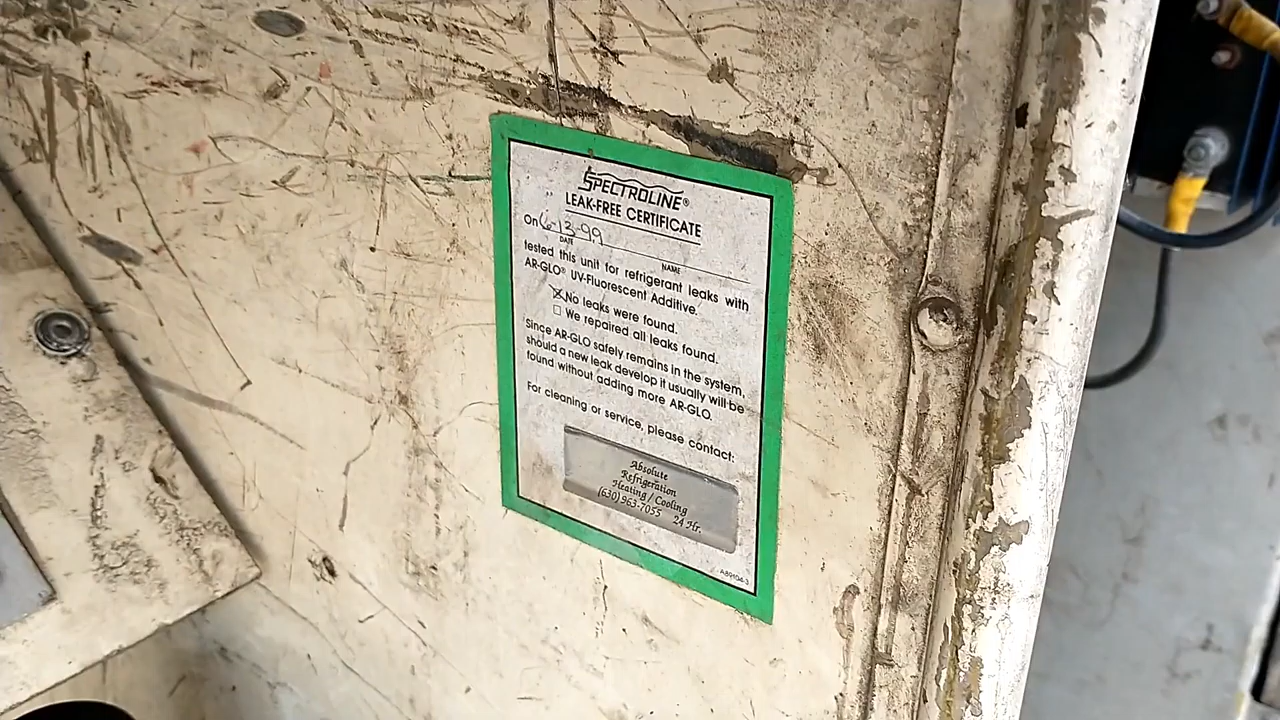 SPECTROLINE®
LEAK-FREE CERTIFICATE
On 6-13-99
DATE NAME
tested this unit for refrigerant leaks with
AR-GLO® UV-Fluorescent Additive.
☒ No leaks were found.
☐ We repaired all leaks found.
Since AR-GLO safely remains in the system,
should a new leak develop it usually will be
found without adding more AR-GLO.
For cleaning or service, please contact:
Absolute
Refrigeration
Heating / Cooling
(630) 963-7055 24 Hr.
A89104-3